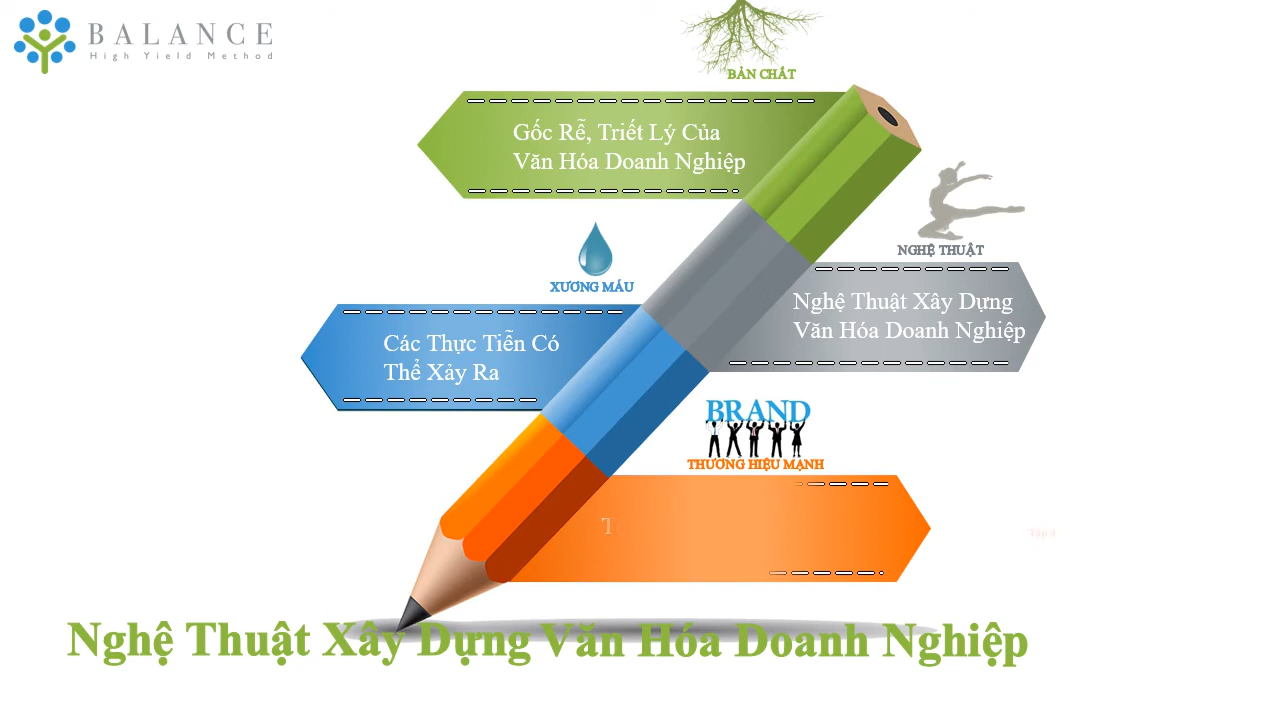 BALANCE
High Yield Method
BẢN CHẤT
Gốc Rễ, Triết Lý Của
Văn Hóa Doanh Nghiệp
NGHỆ THUẬT
Nghệ Thuật Xây Dựng
Văn Hóa Doanh Nghiệp
XƯƠNG MÁU
Các Thực Tiễn Có
Thể Xảy Ra
BRAND
THƯƠNG HIỆU MẠNH
T
Nghệ Thuật Xây Dựng Văn Hóa Doanh Nghiệp